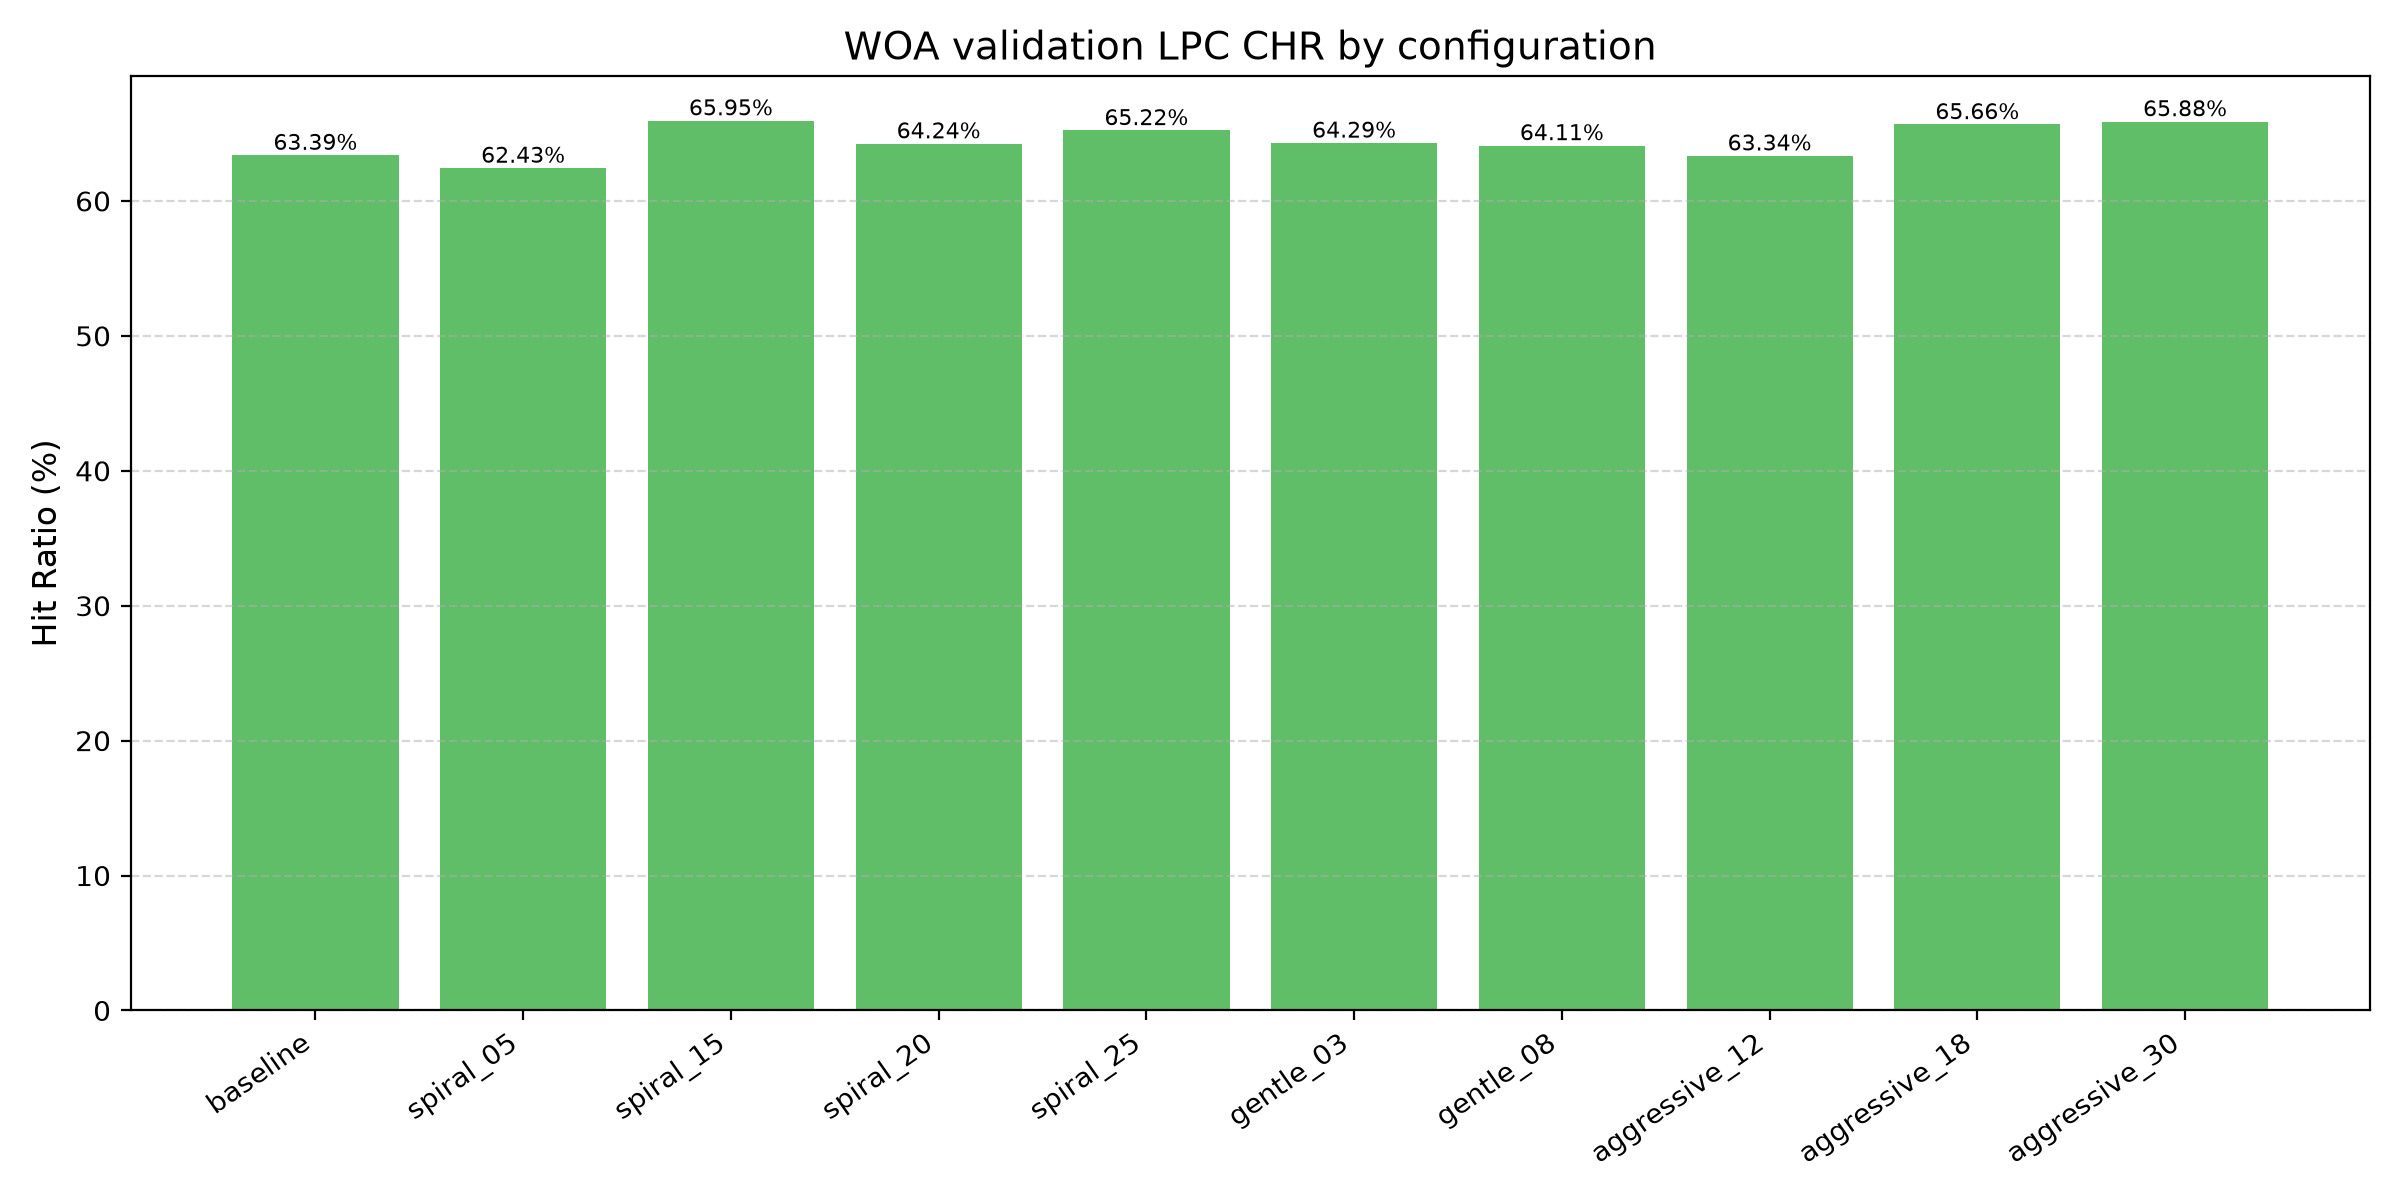 WOA validation LPC CHR by configuration
Hit Ratio (%)
60
50
40
30
20
10
0
63.39%
62.43%
65.95%
64.24%
65.22%
64.29%
64.11%
63.34%
65.66%
65.88%
baseline
spiral_05
spiral_15
spiral_20
spiral_25
gentle_03
gentle_08
aggressive_12
aggressive_18
aggressive_30